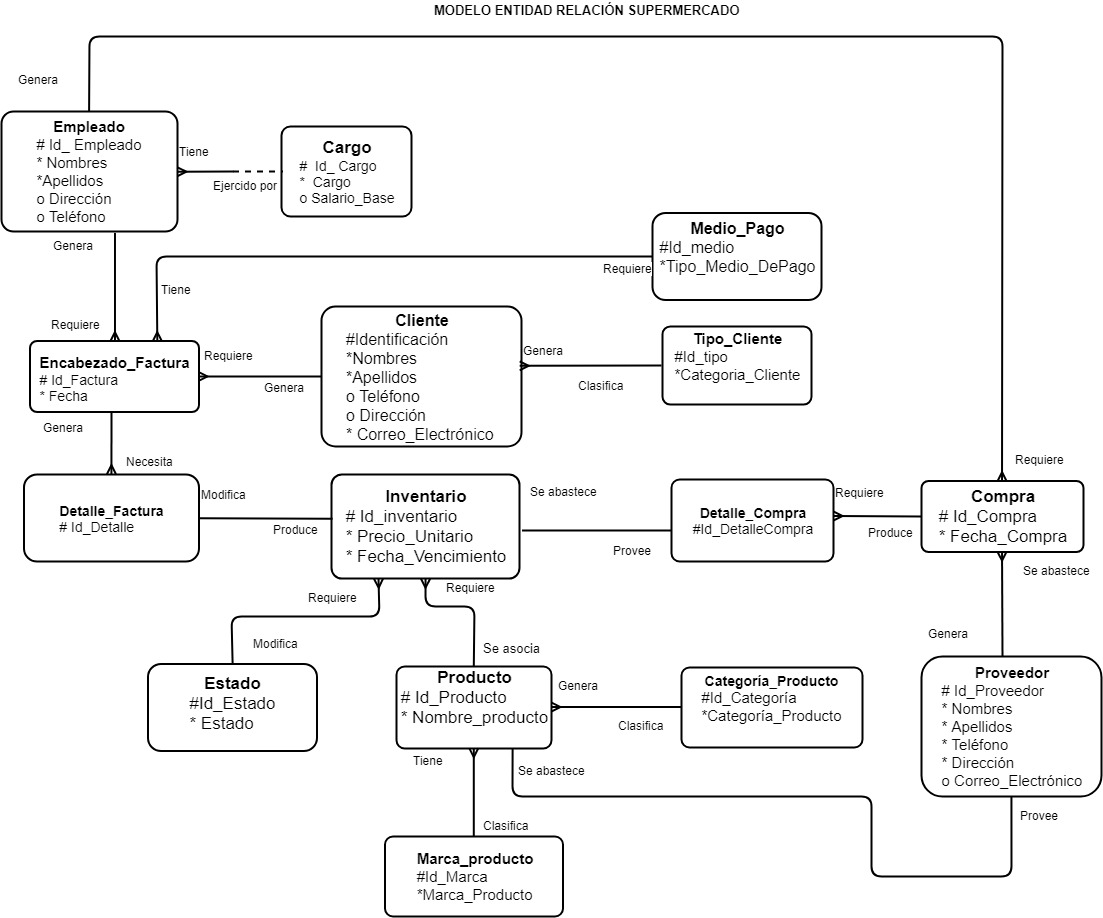 MODELO ENTIDAD RELACIÓN SUPERMERCADO
Genera
Empleado
# Id_ Empleado
* Nombres
*Apellidos
o Dirección
o Teléfono
Tiene
Ejercido por
Cargo
# Id_ Cargo
* Cargo
o Salario_Base
Genera
Requiere
Medio_Pago
#Id_medio
*Tipo_Medio_DePago
Requiere
Tiene
Encabezado_Factura
# Id_Factura
* Fecha
Requiere
Genera
Cliente
#Identificación
*Nombres
*Apellidos
o Teléfono
o Dirección
* Correo_Electrónico
Genera
Clasifica
Tipo_Cliente
#Id_tipo
*Categoria_Cliente
Genera
Necesita
Detalle_Factura
# Id_Detalle
Modifica
Produce
Inventario
# Id_inventario
* Precio_Unitario
* Fecha_Vencimiento
Se abastece
Provee
Detalle_Compra
#Id_DetalleCompra
Requiere
Produce
Requiere
Compra
# Id_Compra
* Fecha_Compra
Se abastece
Genera
Requiere
Modifica
Estado
#Id_Estado
* Estado
Requiere
Se asocia
Producto
# Id_Producto
* Nombre_producto
Genera
Clasifica
Categoría_Producto
#Id_Categoría
*Categoría_Producto
Proveedor
# Id_Proveedor
* Nombres
* Apellidos
* Teléfono
* Dirección
o Correo_Electrónico
Tiene
Se abastece
Provee
Clasifica
Marca_producto
#Id_Marca
*Marca_Producto